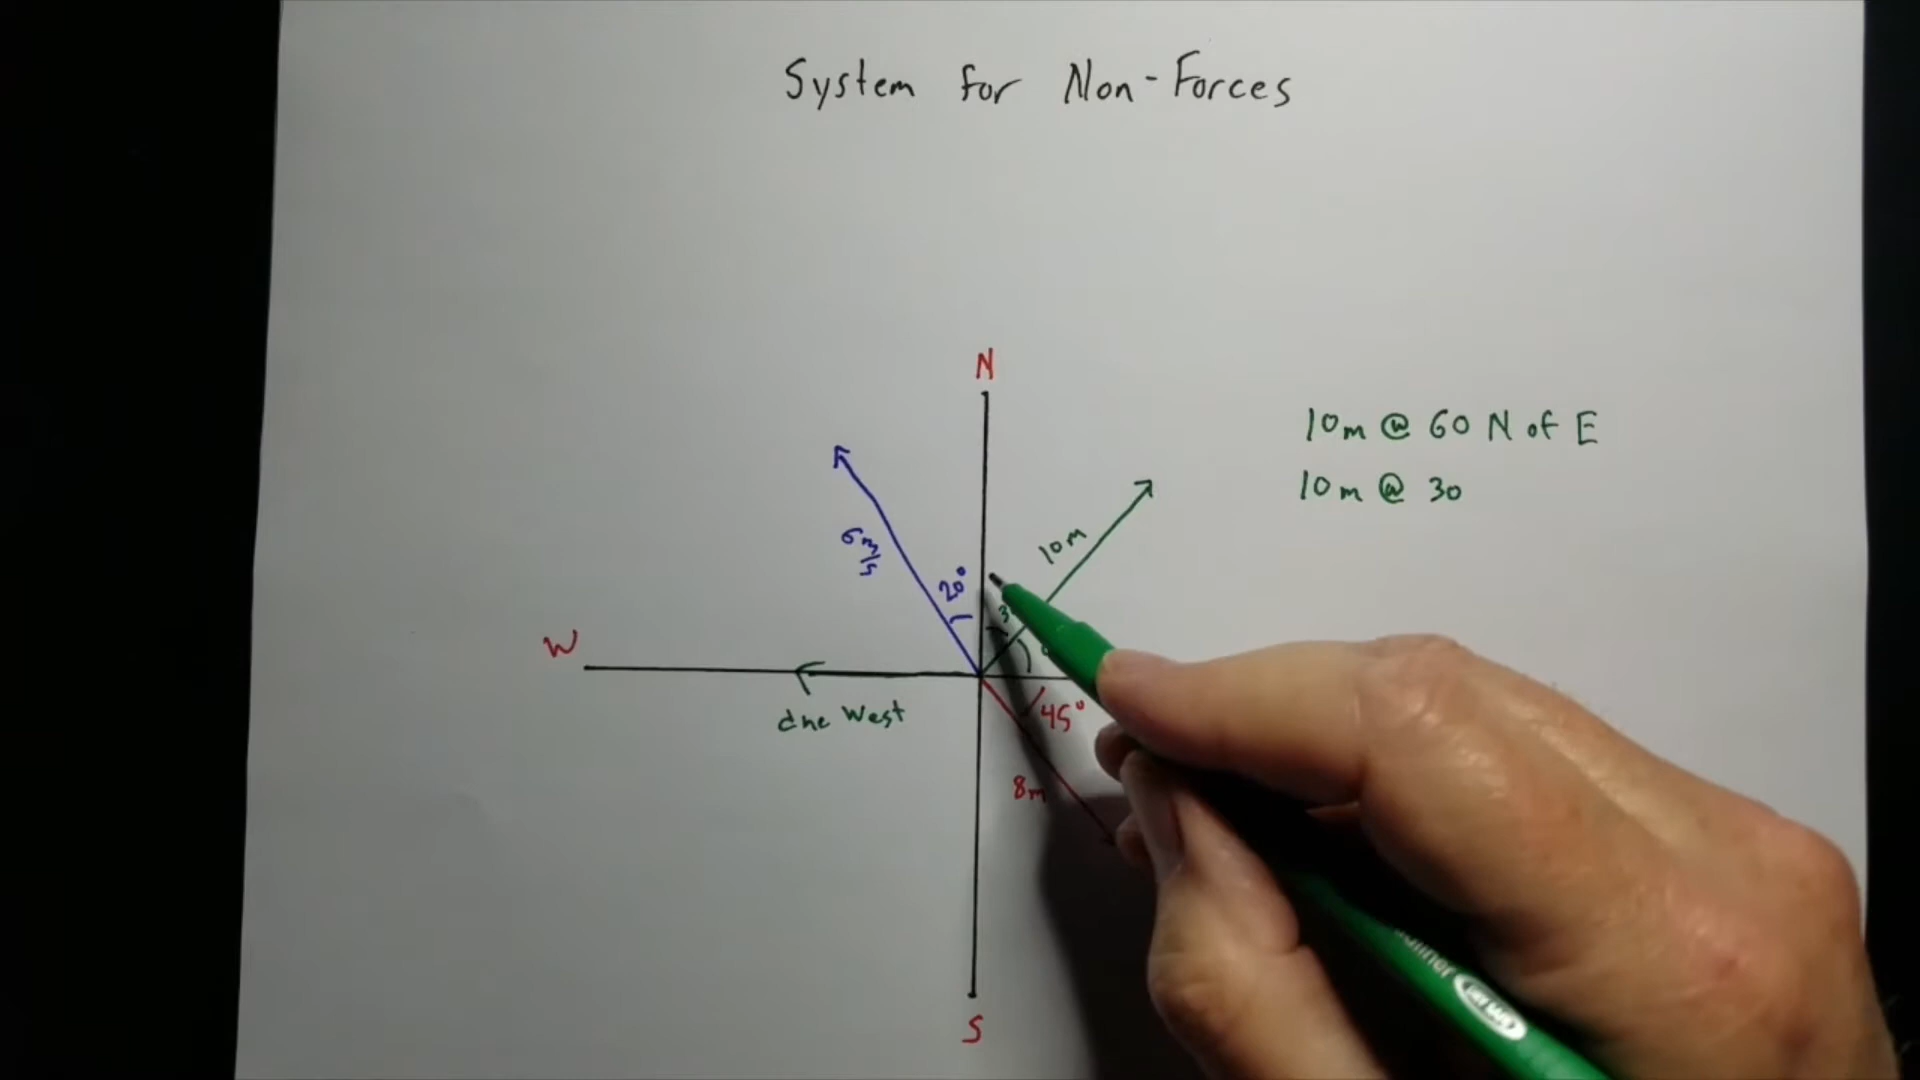 System for Non-Forces
N
10m @ 60 N of E
10m @ 30
10m
6 m/s
20°
W
due West
45°
8m
S